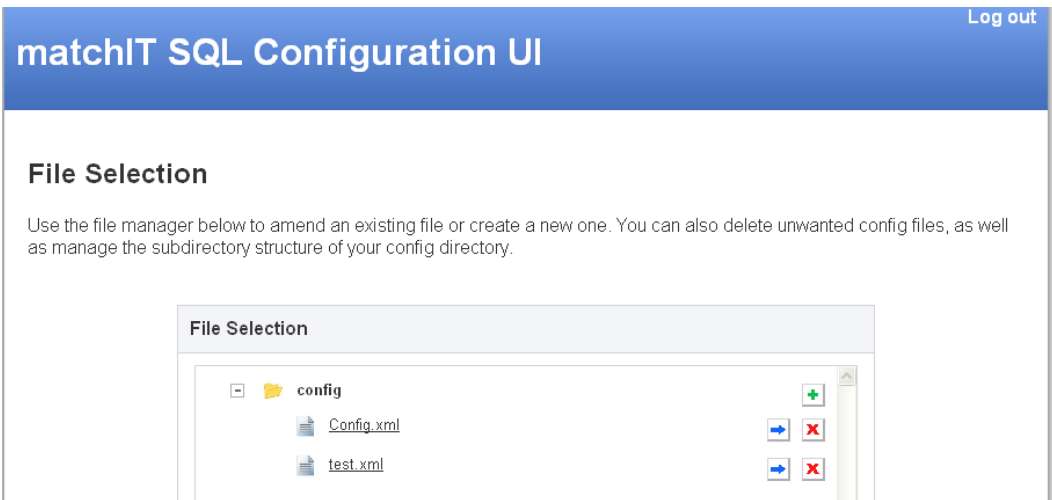 Log out
matchIT SQL Configuration UI
File Selection
Use the file manager below to amend an existing file or create a new one. You can also delete unwanted config files, as well
as manage the subdirectory structure of your config directory.
File Selection
config
Config.xml
test.xml